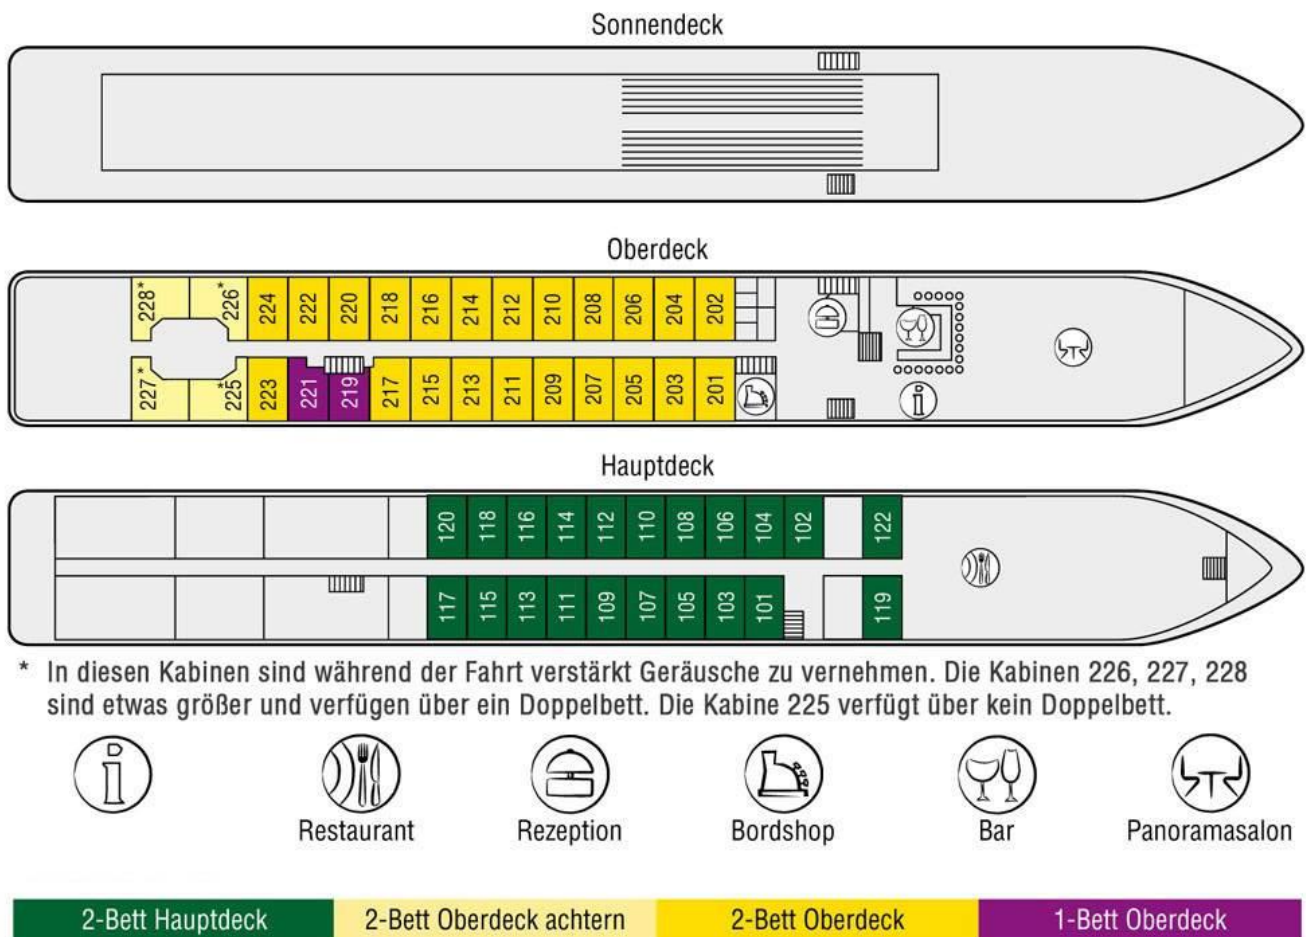 Sonnendeck
Oberdeck
228* 226* 224 222 220 218 216 214 212 210 208 206 204 202
227* 225* 223 221 219 217 215 213 211 209 207 205 203 201
Hauptdeck
120 118 116 114 112 110 108 106 104 102 122
117 115 113 111 109 107 105 103 101 119
* In diesen Kabinen sind während der Fahrt verstärkt Geräusche zu vernehmen. Die Kabinen 226, 227, 228
sind etwas größer und verfügen über ein Doppelbett. Die Kabine 225 verfügt über kein Doppelbett.
i
Restaurant Rezeption Bordshop Bar Panoramasalon
2-Bett Hauptdeck 2-Bett Oberdeck achtern 2-Bett Oberdeck 1-Bett Oberdeck